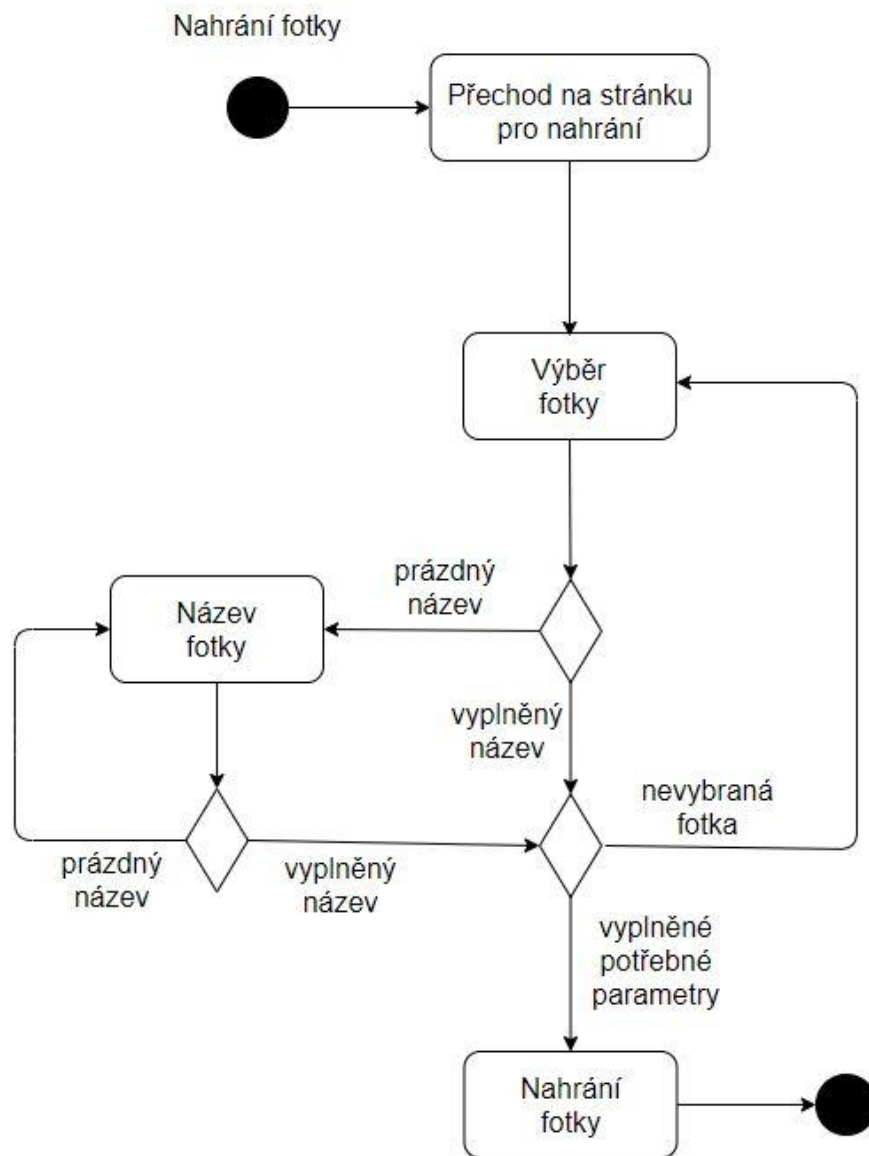 Nahrání fotky
Přechod na stránku
pro nahrání
Výběr
fotky
prázdný
název
Název
fotky
vyplněný
název
nevybraná
fotka
prázdný
název
vyplněný
název
vyplněné
potřebné
parametry
Nahrání
fotky